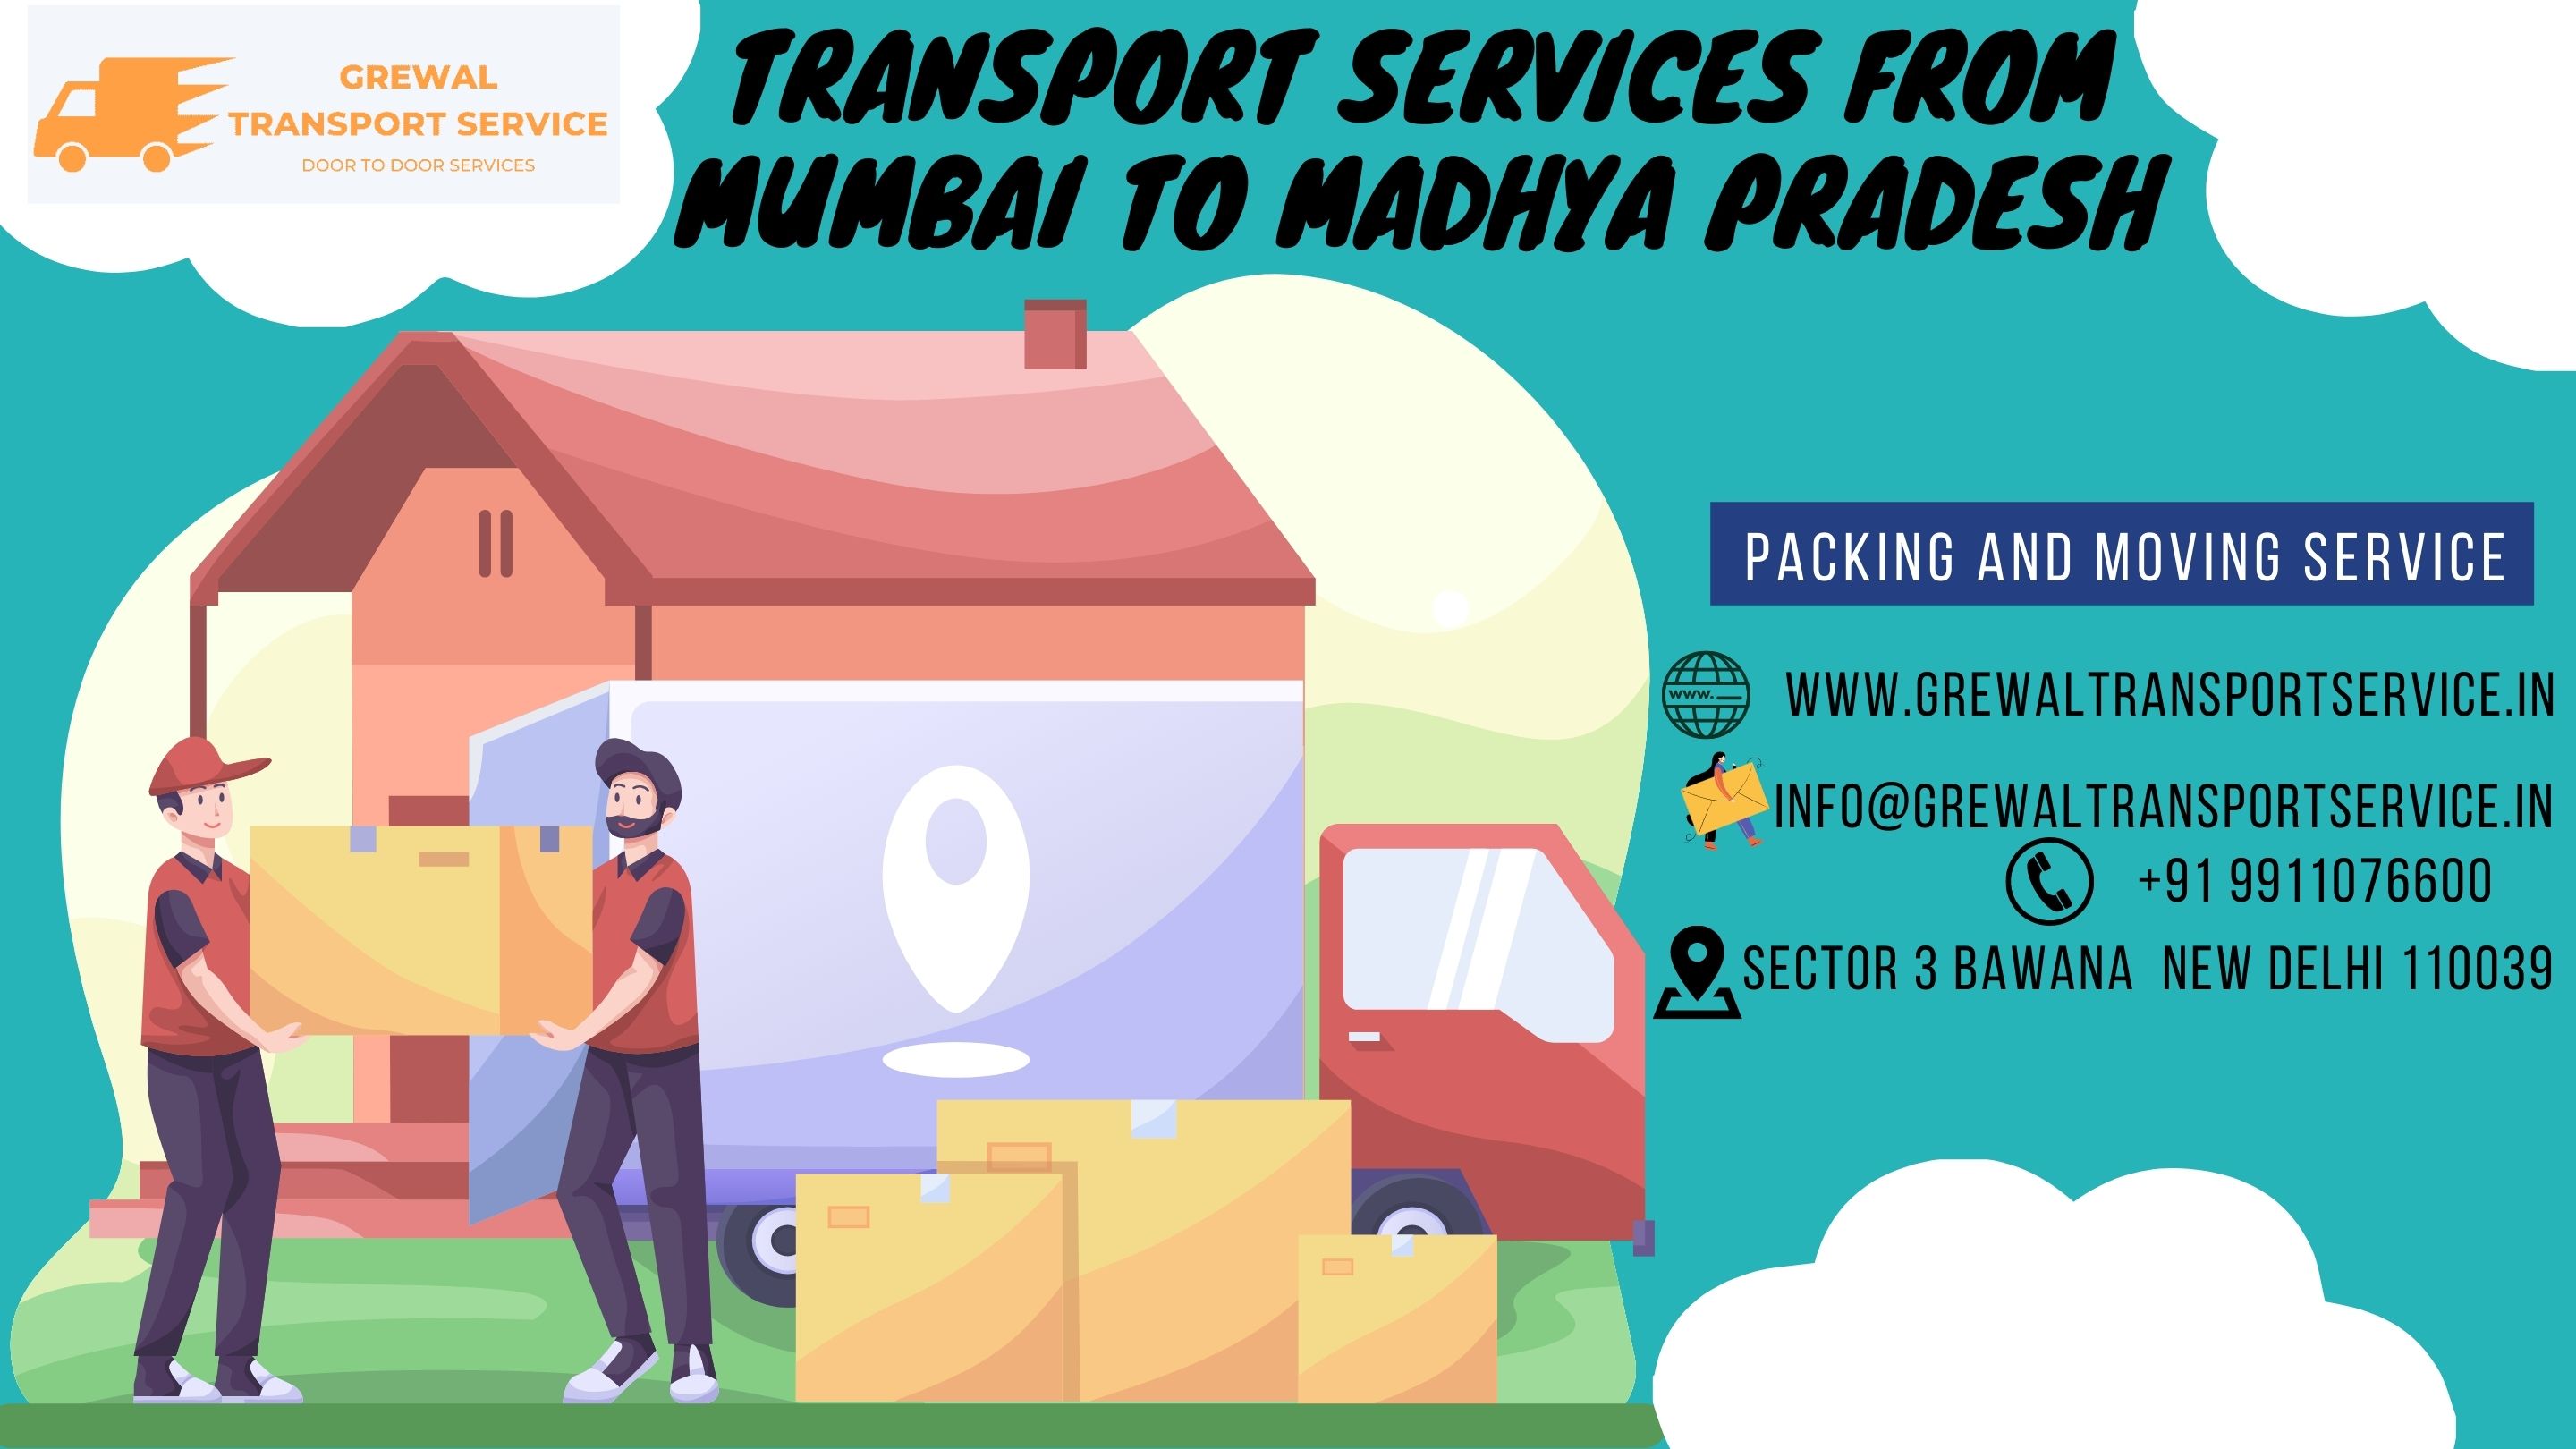 GREWAL
TRANSPORT SERVICE
DOOR TO DOOR SERVICES
TRANSPORT SERVICES FROM
MUMBAI TO MADHYA PRADESH
PACKING AND MOVING SERVICE
www.
WWW.GREWALTRANSPORTSERVICE.IN
INFO@GREWALTRANSPORTSERVICE.IN
+91 9911076600
SECTOR 3 BAWANA NEW DELHI 110039